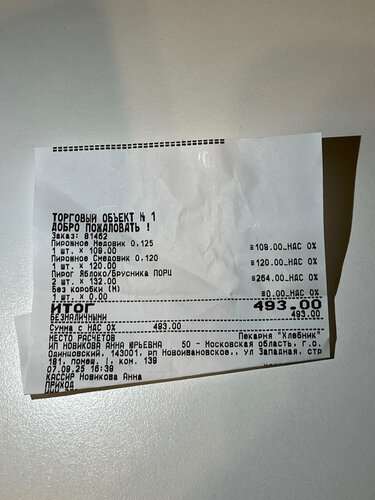 ТОРГОВЫЙ ОБЪЕКТ № 1
ДОБРО ПОЖАЛОВАТЬ !
Заказ: 81462
Пирожное Медовик 0.125
1 шт. × 109.00 ≡109.00_НДС 0%
Пирожное Смедовик 0.120
1 шт. × 120.00 ≡120.00_НДС 0%
Пирог Яблоко/Брусника ПОРЦ
2 шт. × 132.00 ≡264.00_НДС 0%
Без коробки (М)
1 шт. × 0.00 ≡0.00_НДС 0%
ИТОГ 493.00
БЕЗНАЛИЧНЫМИ 493.00
Сумма с НДС 0% 493.00
МЕСТО РАСЧЕТОВ Пекарня "Хлебник"
ИП НОВИКОВА АННА ЮРЬЕВНА 50 - Московская область, г.о.
Одинцовский, 143001, рп Новоивановское,, ул Западная, стр
181, помещ. I, ком. 139
07.09.25 16:39
КАССИР Новикова Анна
ПРИХОД